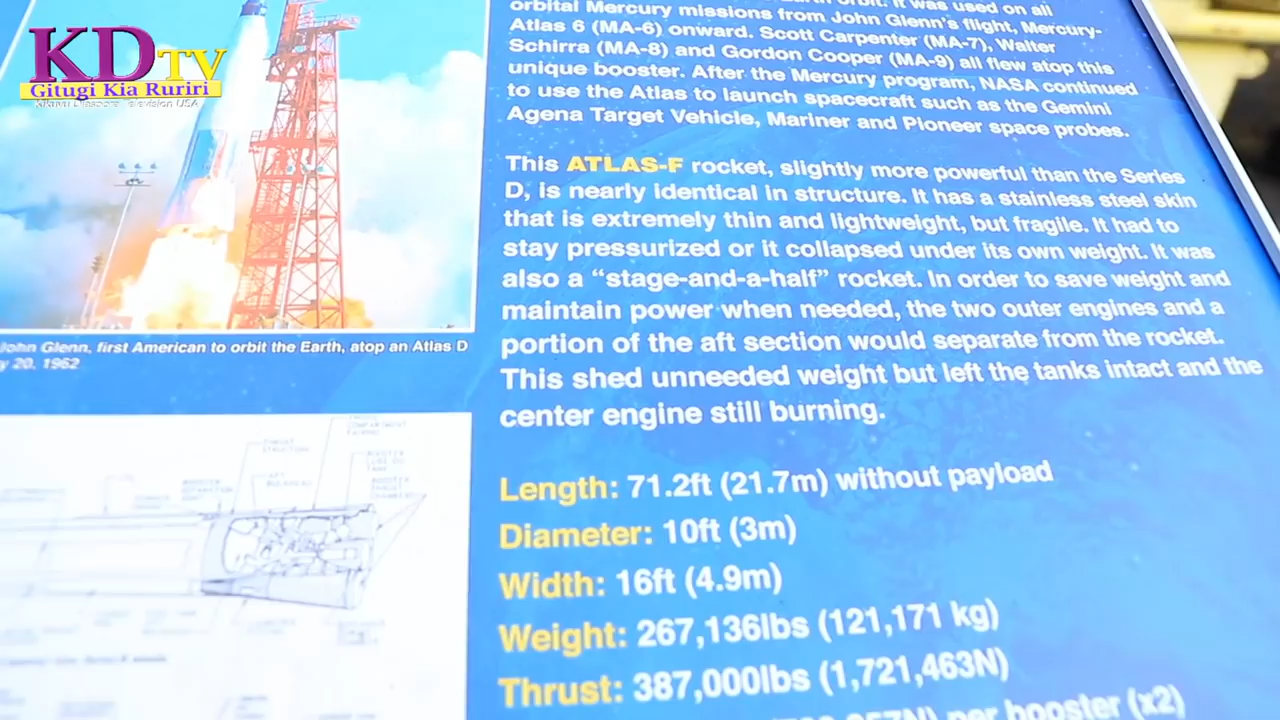 KDTV
Gitugi Kia Ruriri
Earth orbit. It was used on all
orbital Mercury missions from John Glenn's flight, Mercury-
Atlas 6 (MA-6) onward. Scott Carpenter (MA-7), Walter
Schirra (MA-8) and Gordon Cooper (MA-9) all flew atop this
unique booster. After the Mercury program, NASA continued
to use the Atlas to launch spacecraft such as the Gemini
Agena Target Vehicle, Mariner and Pioneer space probes.
This ATLAS-F rocket, slightly more powerful than the Series
D, is nearly identical in structure. It has a stainless steel skin
that is extremely thin and lightweight, but fragile. It had to
stay pressurized or it collapsed under its own weight. It was
also a “stage-and-a-half” rocket. In order to save weight and
maintain power when needed, the two outer engines and a
portion of the aft section would separate from the rocket.
This shed unneeded weight but left the tanks intact and the
center engine still burning.
John Glenn, first American to orbit the Earth, atop an Atlas D
y 20, 1962
Length: 71.2ft (21.7m) without payload
Diameter: 10ft (3m)
Width: 16ft (4.9m)
Weight: 267,136lbs (121,171 kg)
Thrust: 387,000lbs (1,721,463N)
per booster (x2)